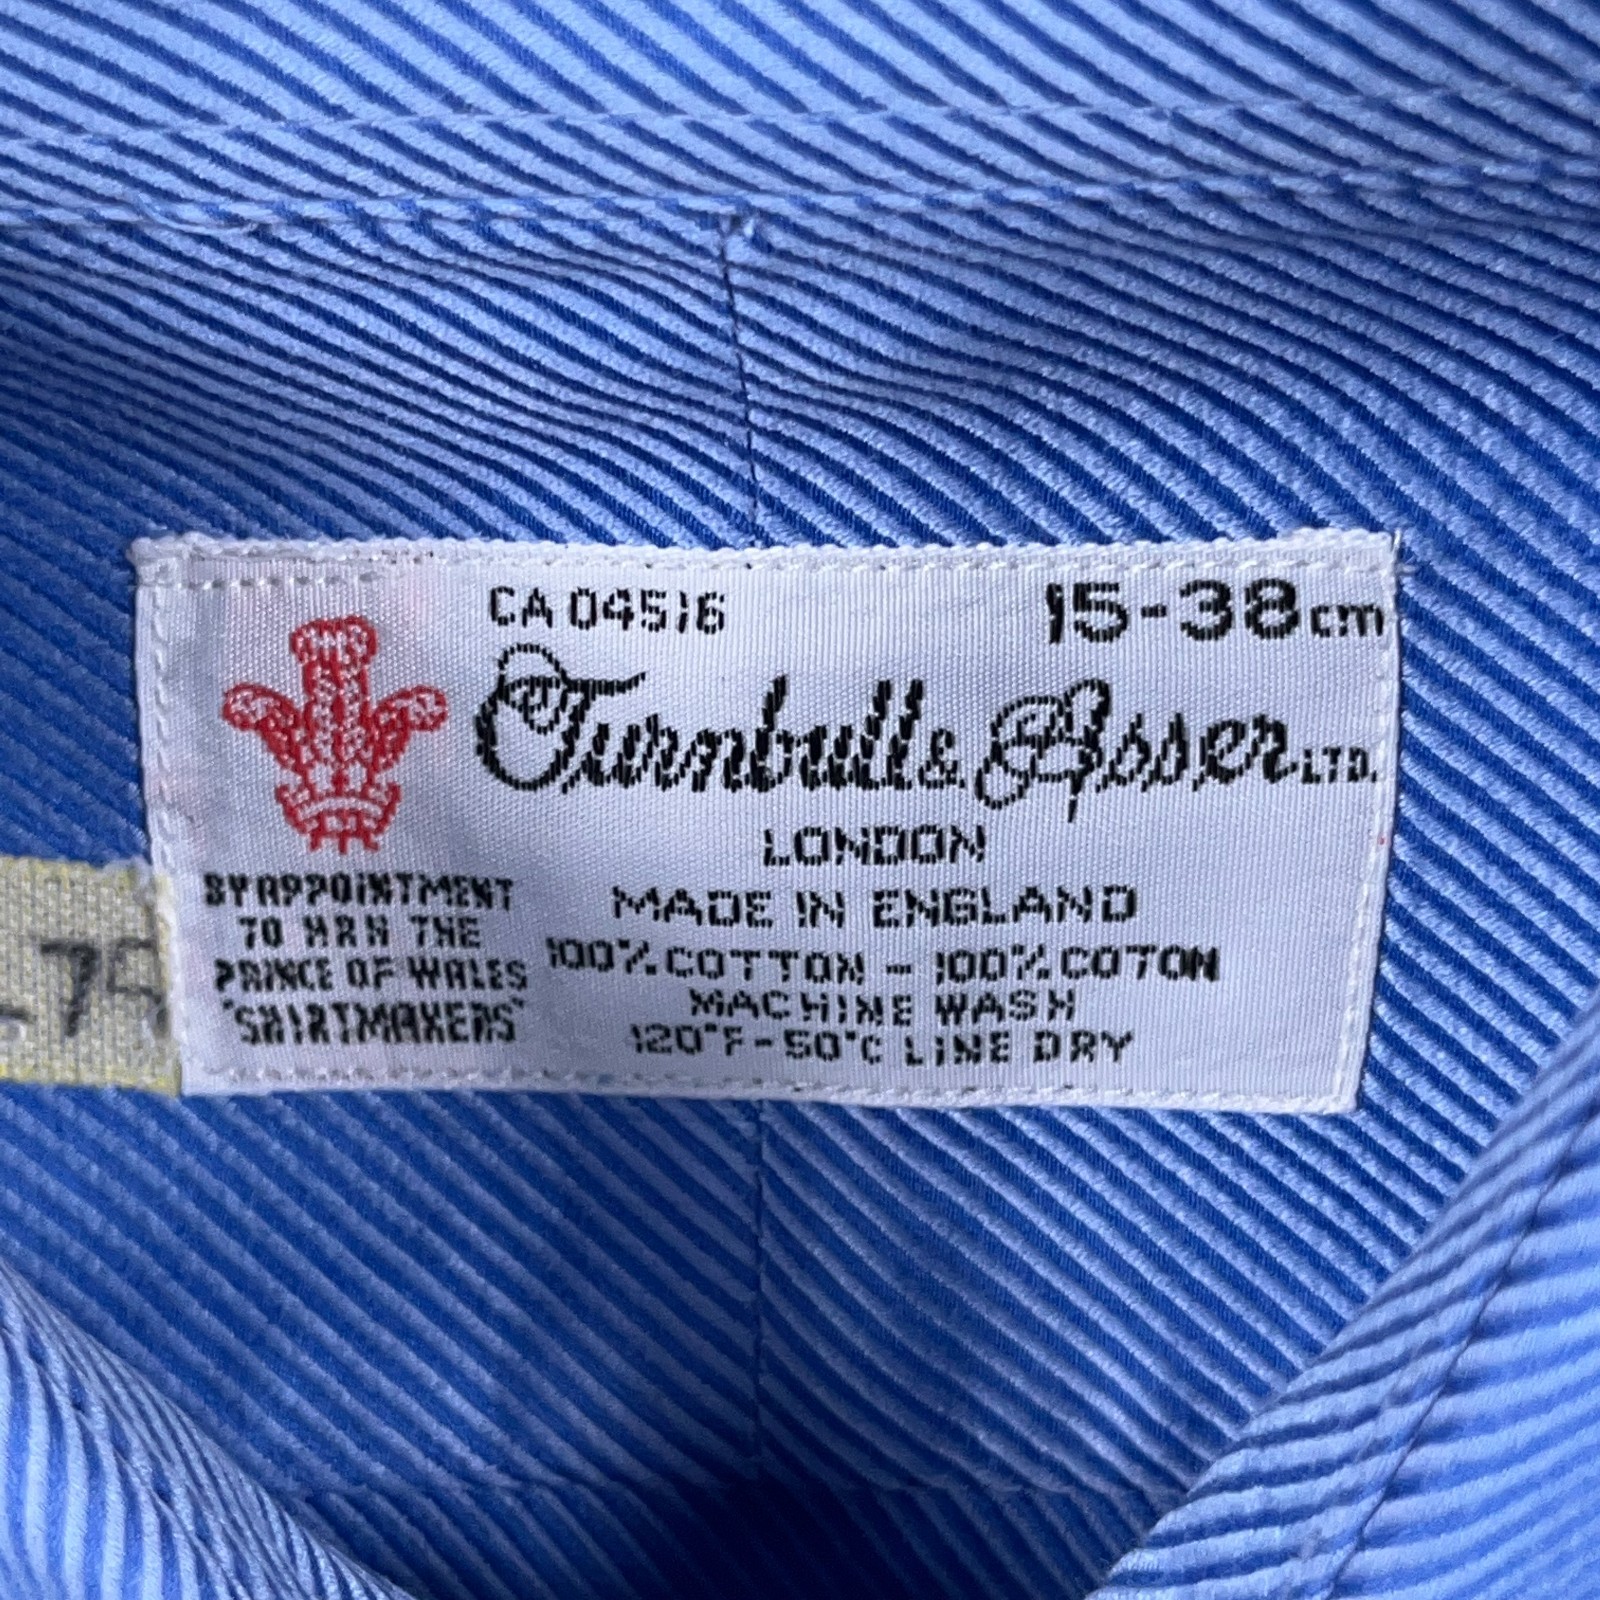 CA 04516
15-38cm
Turnbull & Asser LTD.
LONDON
MADE IN ENGLAND
100% COTTON - 100% COTON
MACHINE WASH
120°F-50°C LINE DRY
BY APPOINTMENT
TO HRH THE
PRINCE OF WALES
"SHIRTMAKERS"